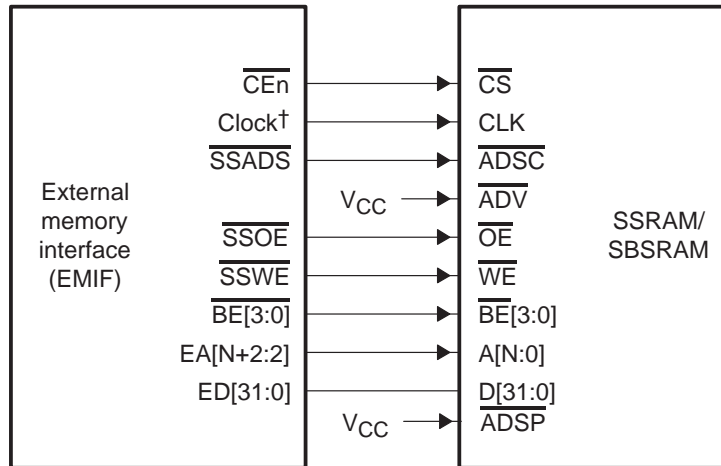 CEn CS
Clock† CLK
SSADS ADSC
VCC ADV
External
memory
interface
(EMIF)
SSRAM/
SBSRAM
SSOE OE
SSWE WE
BE[3:0] BE[3:0]
EA[N+2:2] A[N:0]
ED[31:0] D[31:0]
VCC ADSP